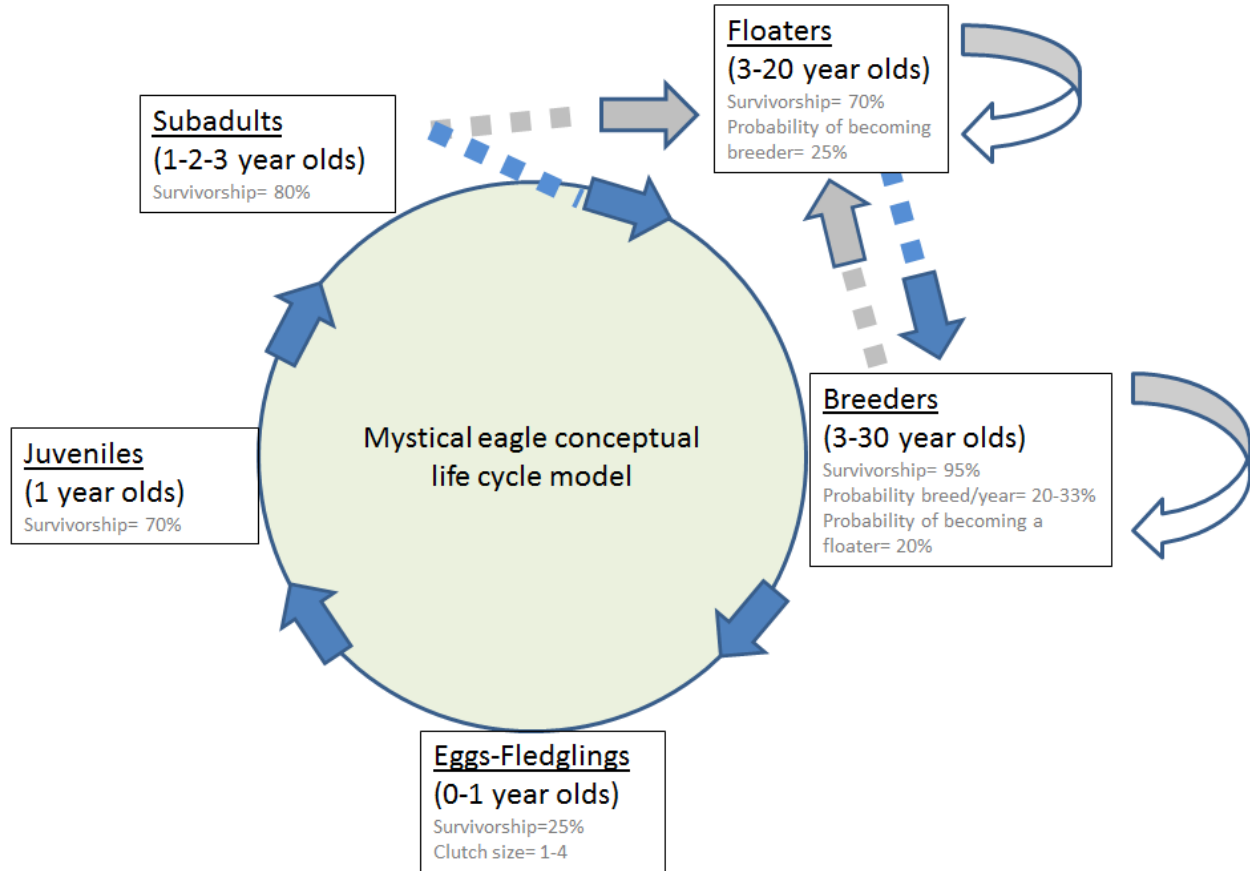 Floaters
(3-20 year olds)
Survivorship= 70%
Probability of becoming
breeder= 25%
Subadults
(1-2-3 year olds)
Survivorship= 80%
Breeders
(3-30 year olds)
Survivorship= 95%
Probability breed/year= 20-33%
Probability of becoming a
floater= 20%
Mystical eagle conceptual
life cycle model
Juveniles
(1 year olds)
Survivorship= 70%
Eggs-Fledglings
(0-1 year olds)
Survivorship=25%
Clutch size= 1-4